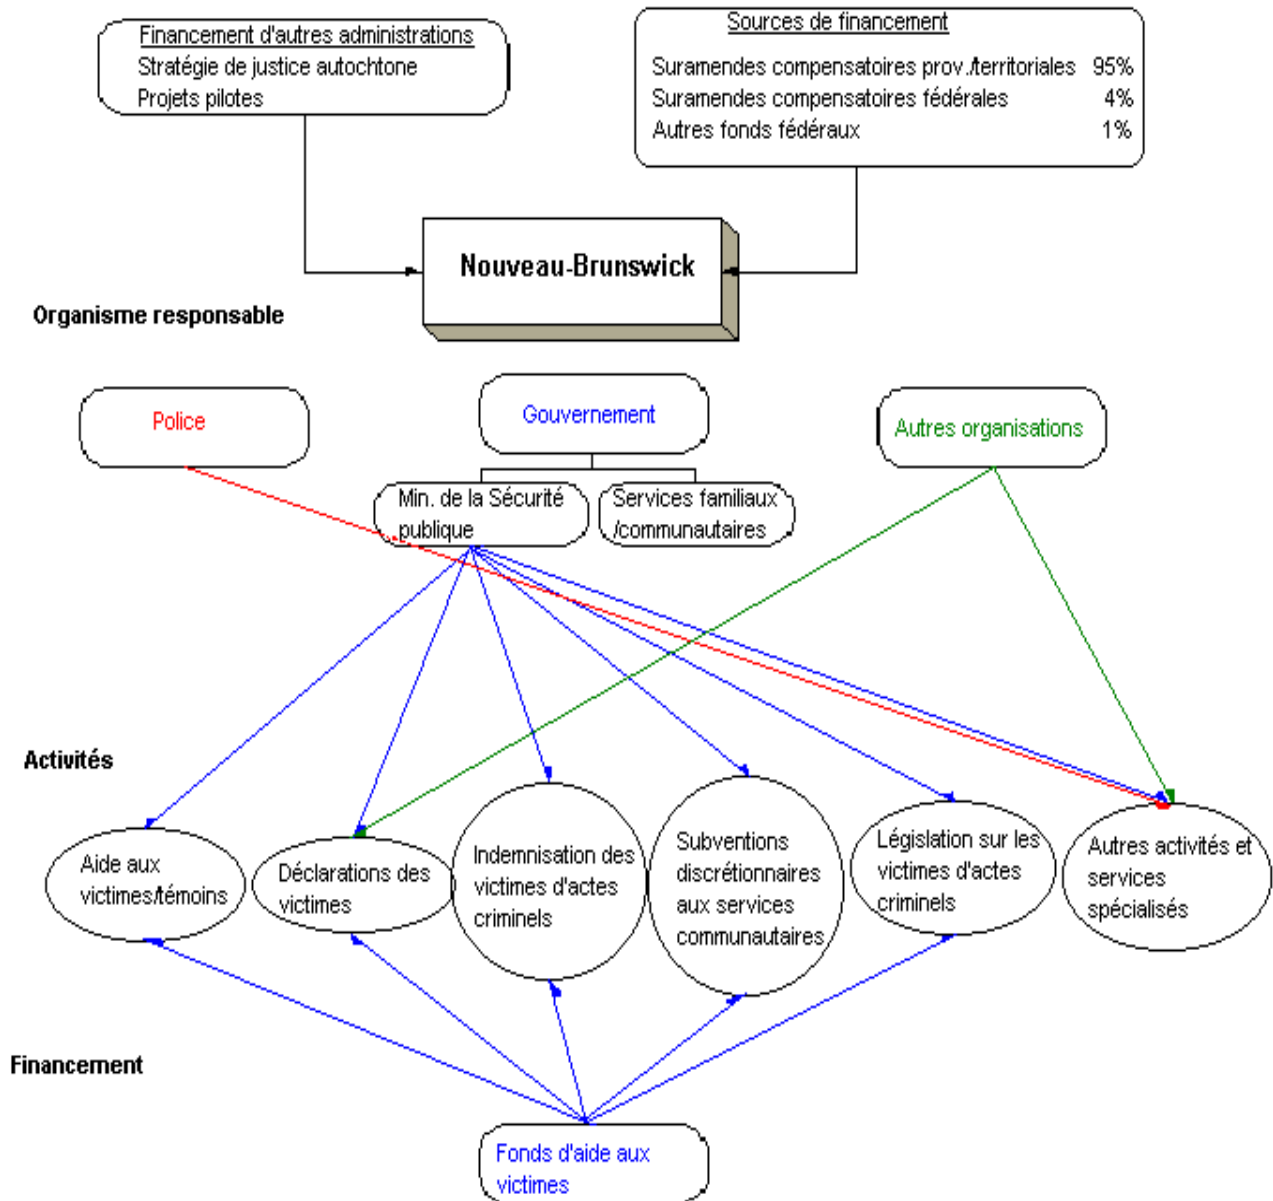 Financement d'autres administrations
Stratégie de justice autochtone
Projets pilotes
Sources de financement
Suramendes compensatoires prov./territoriales 95%
Suramendes compensatoires fédérales 4%
Autres fonds fédéraux 1%
Nouveau-Brunswick
Organisme responsable
Police
Gouvernement
Autres organisations
Min. de la Sécurité
publique
Services familiaux
/communautaires
Activités
Aide aux
victimes/témoins
Déclarations des
victimes
Indemnisation des
victimes d'actes
criminels
Subventions
discrétionnaires
aux services
communautaires
Législation sur les
victimes d'actes
criminels
Autres activités et
services
spécialisés
Financement
Fonds d'aide aux
victimes